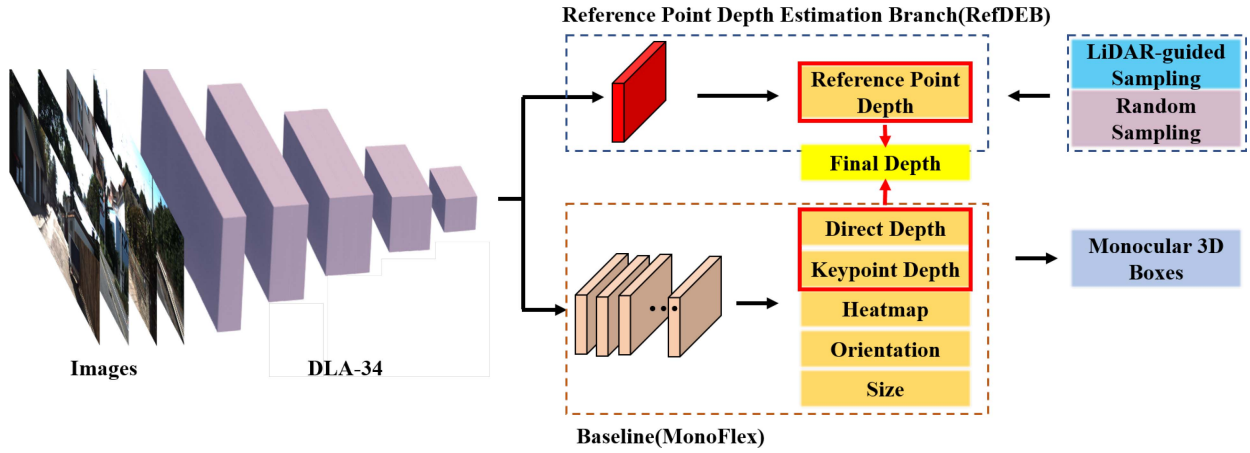 Reference Point Depth Estimation Branch(RefDEB)
Reference Point
Depth
LiDAR-guided
Sampling
Random
Sampling
Final Depth
Direct Depth
Keypoint Depth
Heatmap
Orientation
Size
Monocular 3D
Boxes
Images
DLA-34
Baseline(MonoFlex)